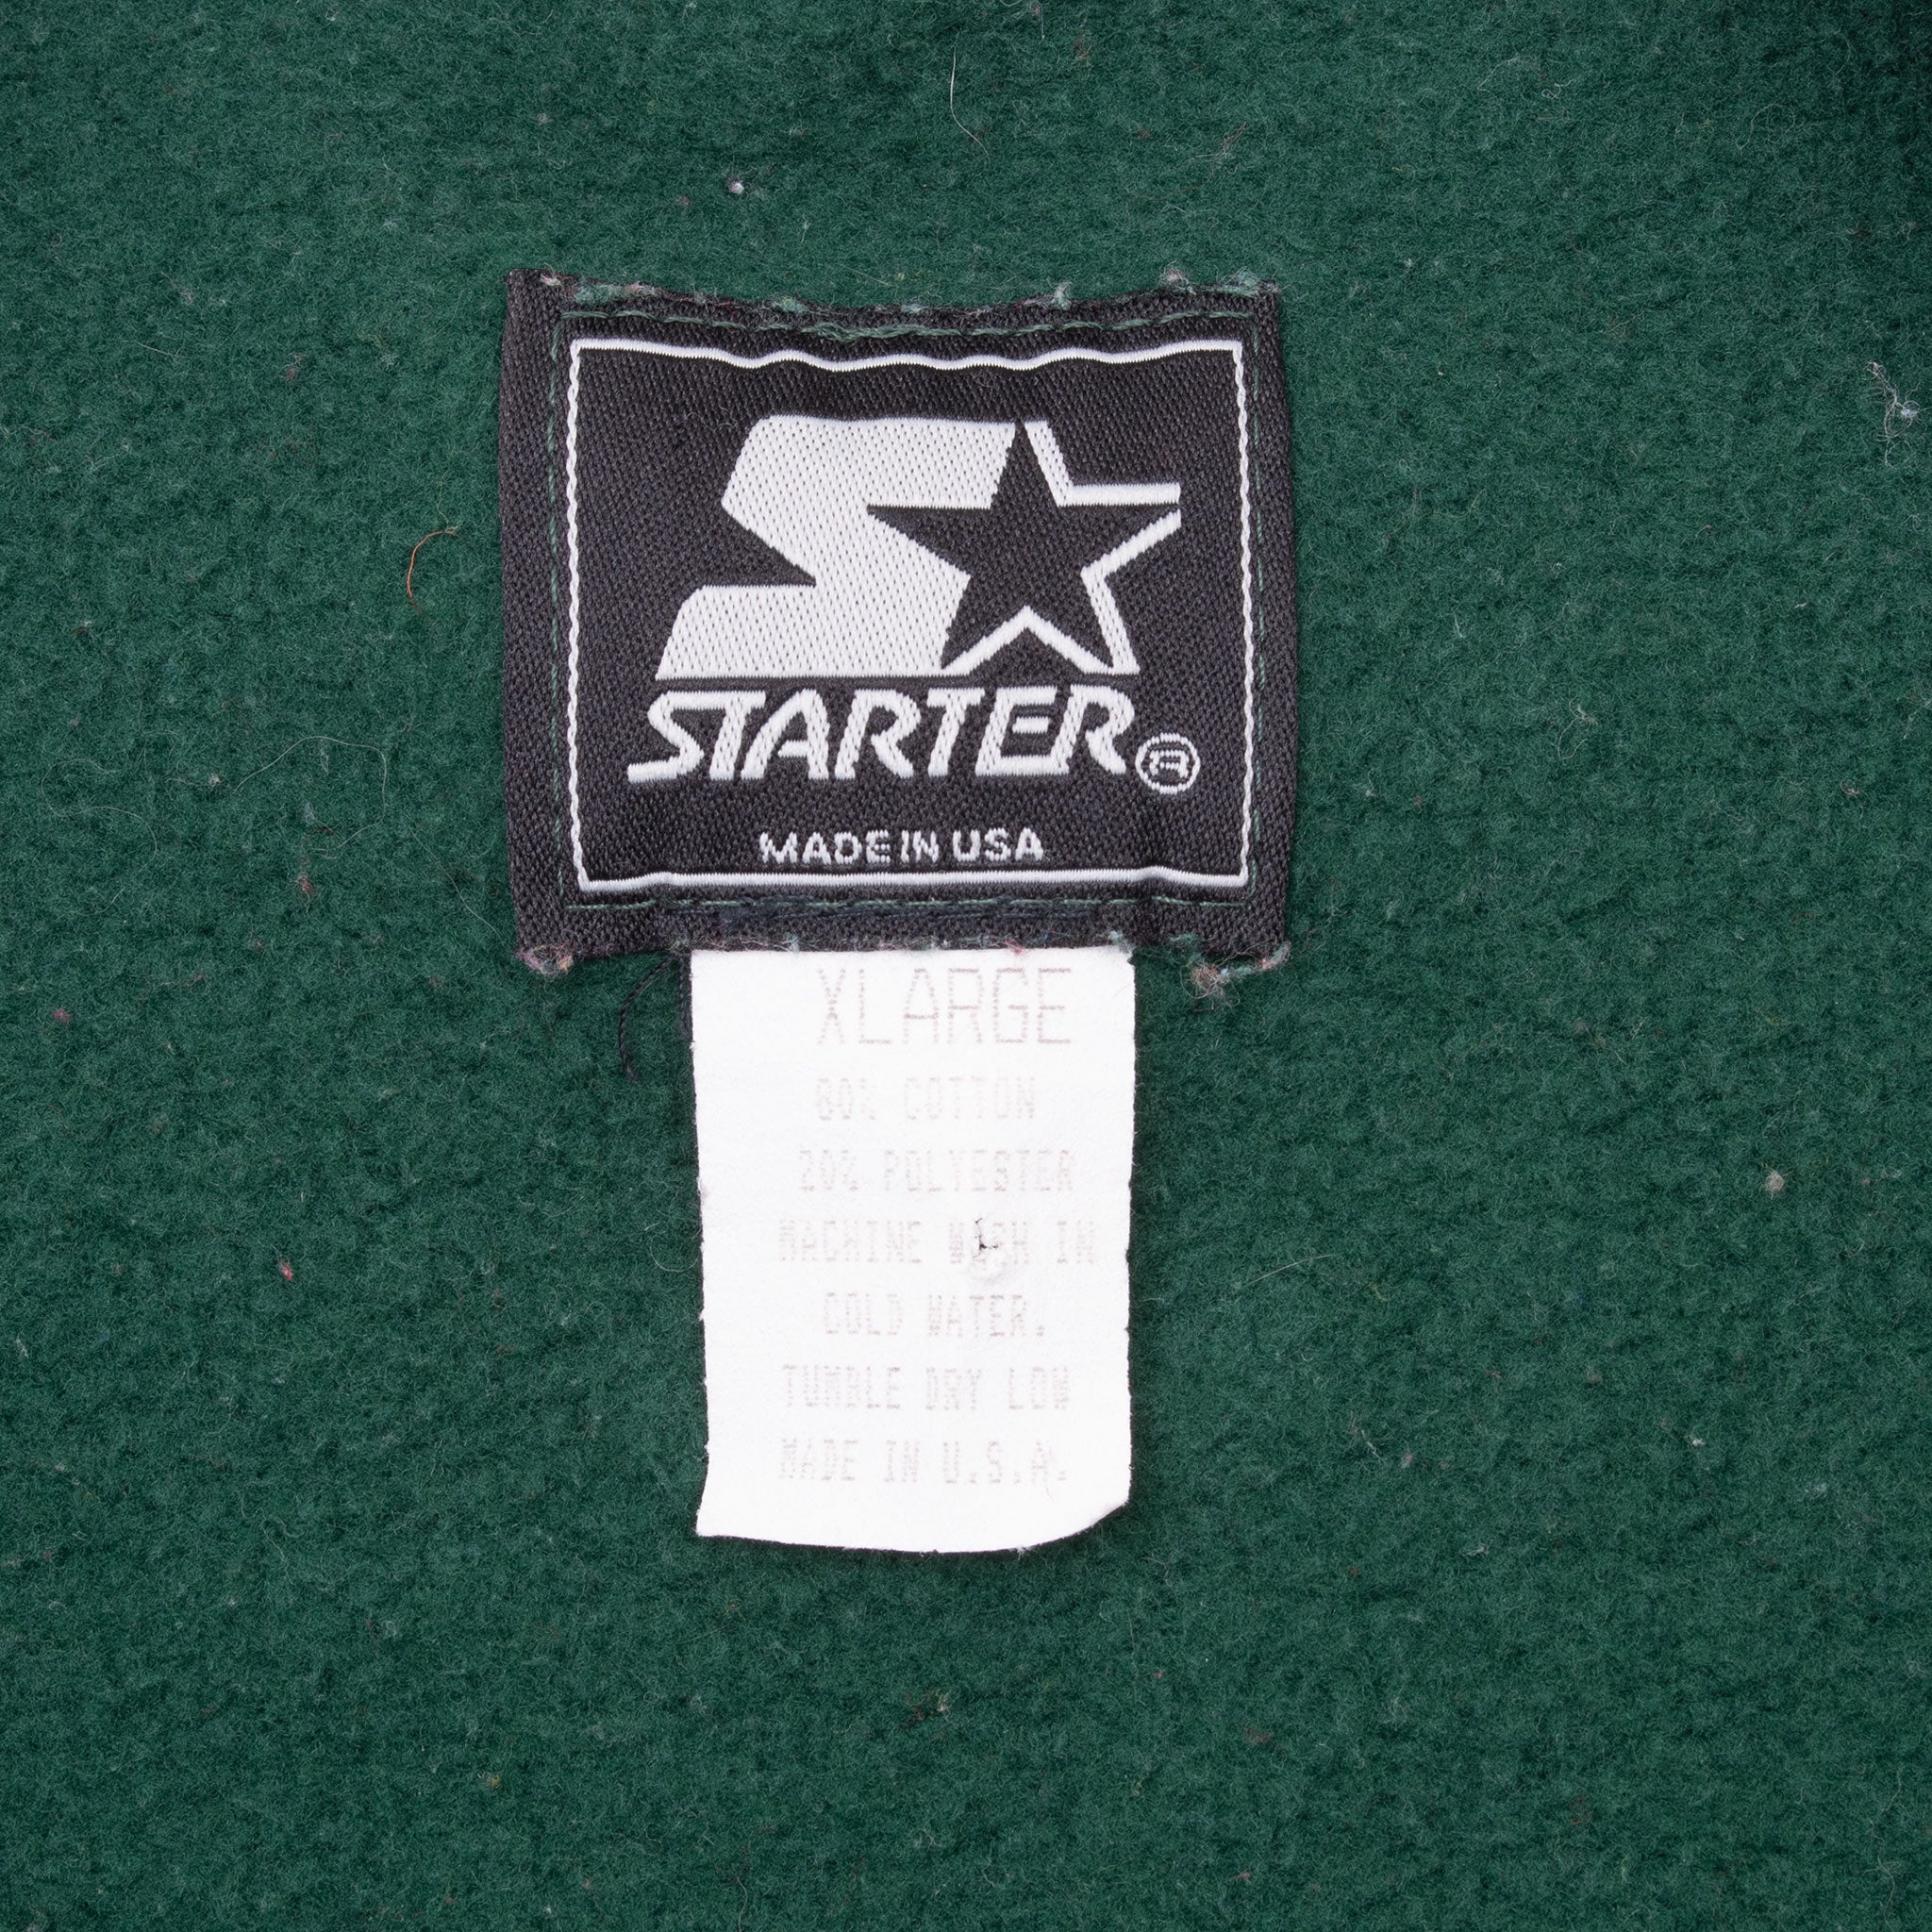 STARTER®
MADE IN USA
XLARGE
80% COTTON
20% POLYESTER
MACHINE WASH IN
COLD WATER.
TUMBLE DRY LOW
MADE IN U.S.A.